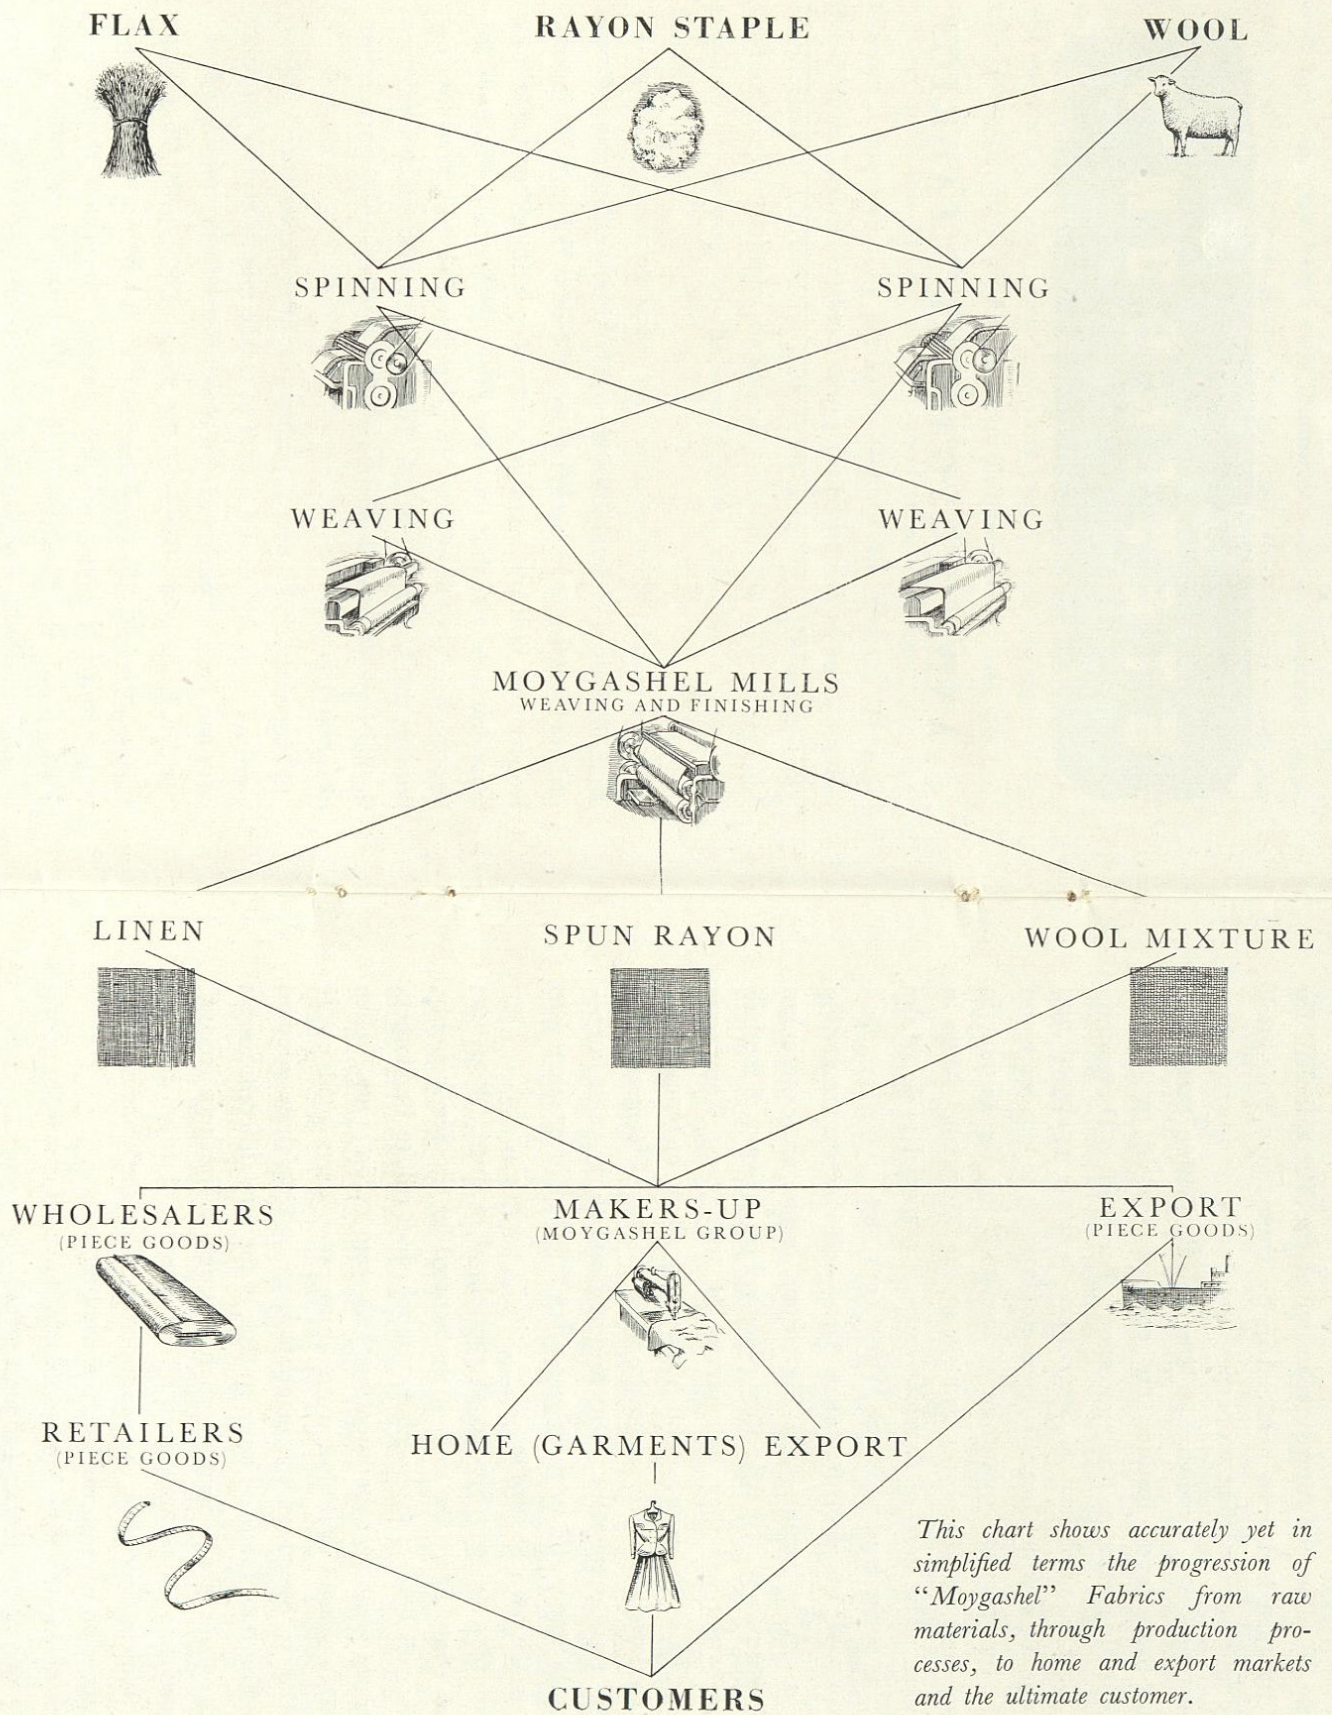 FLAX
RAYON STAPLE
WOOL
SPINNING
SPINNING
WEAVING
WEAVING
MOYGASHEL MILLS
WEAVING AND FINISHING
LINEN
SPUN RAYON
WOOL MIXTURE
WHOLESALERS
(PIECE GOODS)
MAKERS-UP
(MOYGASHEL GROUP)
EXPORT
(PIECE GOODS)
RETAILERS
(PIECE GOODS)
HOME (GARMENTS) EXPORT
This chart shows accurately yet in
simplified terms the progression of
“Moygashel” Fabrics from raw
materials, through production pro-
cesses, to home and export markets
and the ultimate customer.
CUSTOMERS